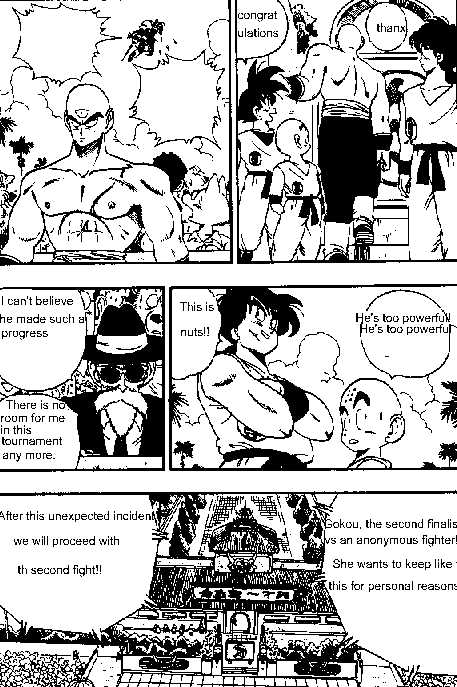 congrat
ulations
thanx
I can't believe
he made such a
progress
There is no
room for me
in this
tournament
any more.
This is
nuts!!
He's too powerful!
He's too powerful
After this unexpected incident
we will proceed with
th second fight!!
Gokou, the second finalis
vs an anonymous fighter!
She wants to keep like
this for personal reasons